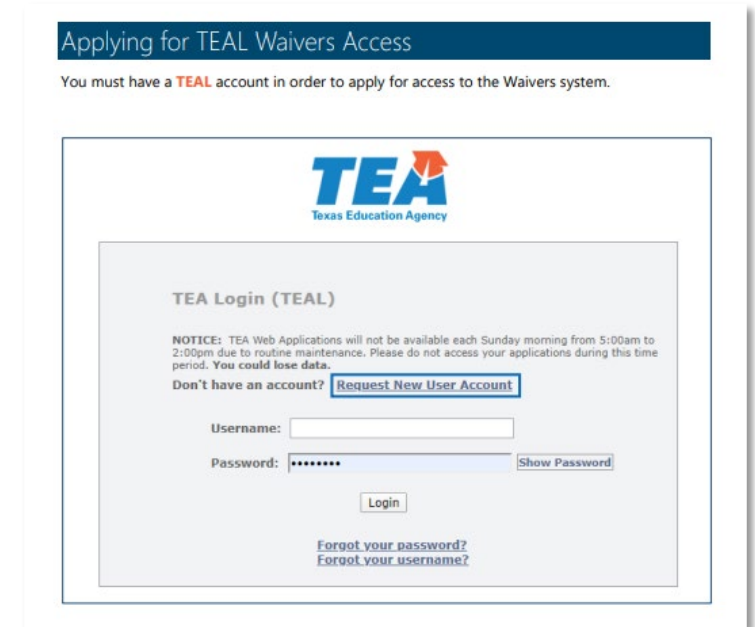 Applying for TEAL Waivers Access
You must have a TEAL account in order to apply for access to the Waivers system.
TEA
Texas Education Agency
TEA Login (TEAL)
NOTICE: TEA Web Applications will not be available each Sunday morning from 5:00am to
2:00pm due to routine maintenance. Please do not access your applications during this time
period. You could lose data.
Don't have an account? Request New User Account
Username:
Password: •••••••• Show Password
Login
Forgot your password?
Forgot your username?